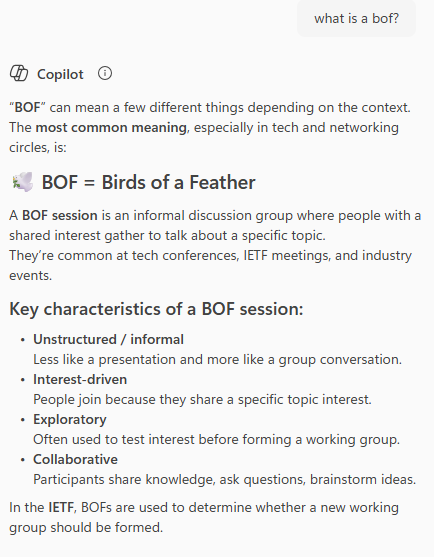 what is a bof?
Copilot
“BOF” can mean a few different things depending on the context.
The most common meaning, especially in tech and networking
circles, is:
BOF = Birds of a Feather
A BOF session is an informal discussion group where people with a
shared interest gather to talk about a specific topic.
They’re common at tech conferences, IETF meetings, and industry
events.
Key characteristics of a BOF session:
• Unstructured / informal
Less like a presentation and more like a group conversation.
• Interest-driven
People join because they share a specific topic interest.
• Exploratory
Often used to test interest before forming a working group.
• Collaborative
Participants share knowledge, ask questions, brainstorm ideas.
In the IETF, BOFs are used to determine whether a new working
group should be formed.